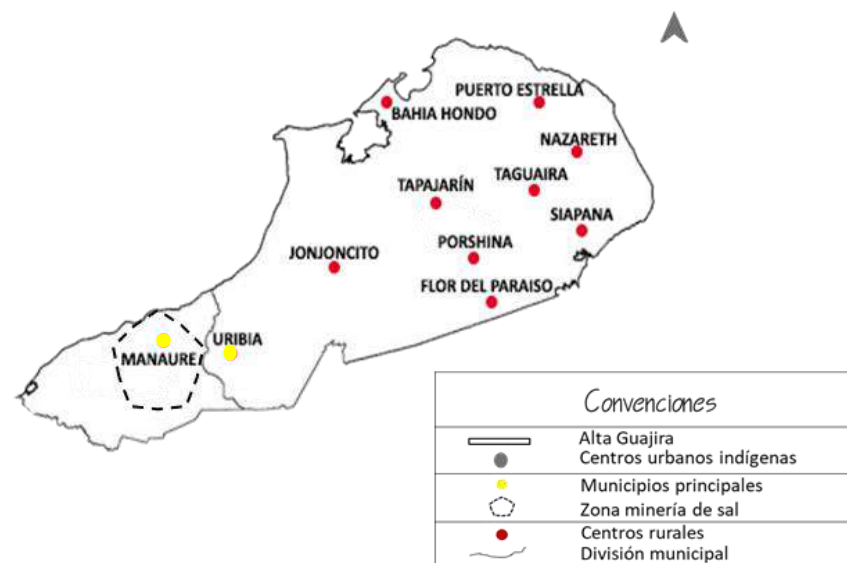 PUERTO ESTRELLA
BAHIA HONDO
NAZARETH
TAGUAIRA
TAPAJARÍN
SIAPANA
PORSHINA
JONJONCITO
FLOR DEL PARAISO
URIBIA
MANAURE
Convenciones
Alta Guajira
Centros urbanos indígenas
Municipios principales
Zona minería de sal
Centros rurales
División municipal